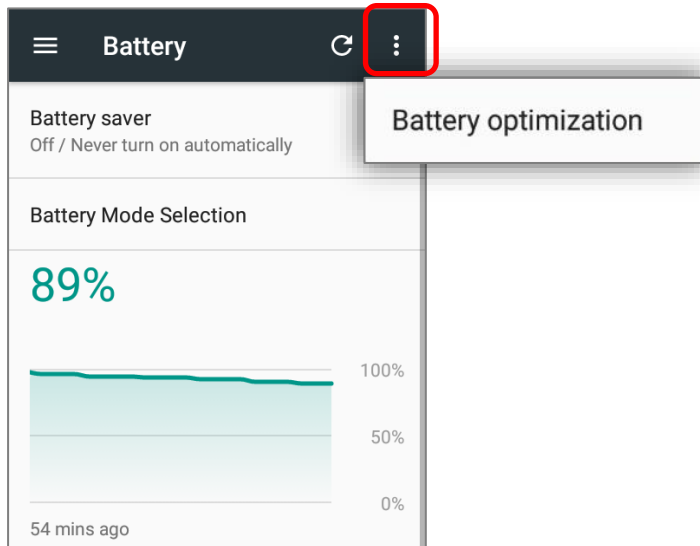 Battery
Battery optimization
Battery saver
Off / Never turn on automatically
Battery Mode Selection
89%
100%
50%
0%
54 mins ago